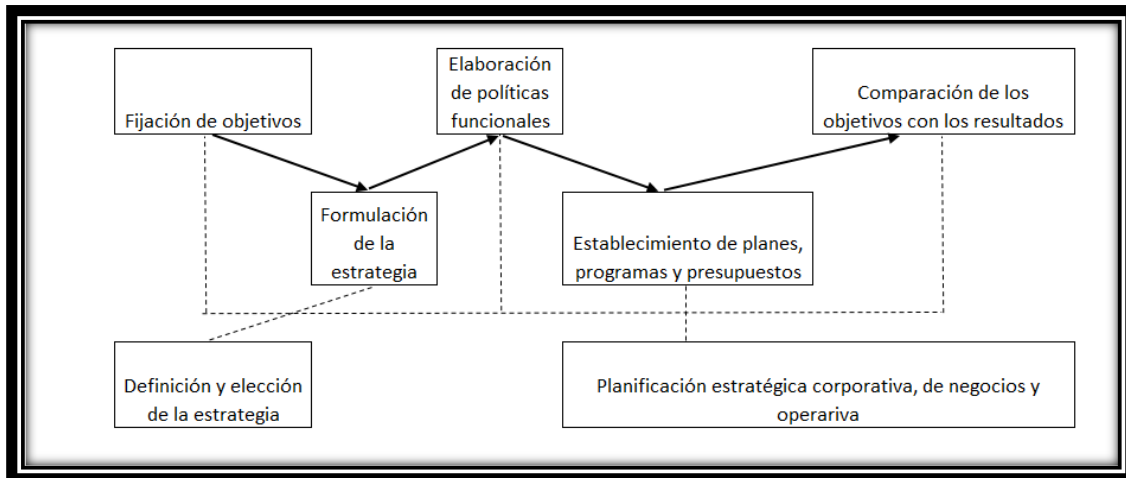 Fijación de objetivos
Elaboración
de políticas
funcionales
Comparación de los
objetivos con los resultados
Formulación
de la
estrategia
Establecimiento de planes,
programas y presupuestos
Definición y elección
de la estrategia
Planificación estratégica corporativa, de negocios y
operariva